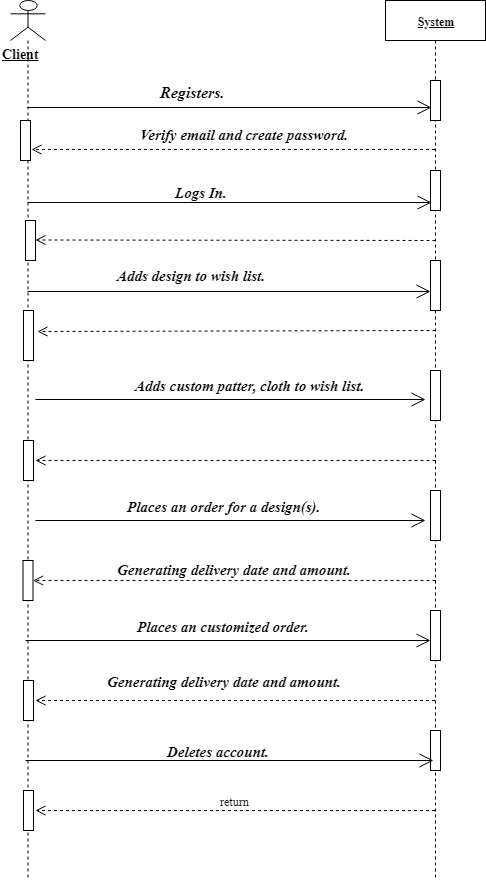 System
Client
Registers.
Verify email and create password.
Logs In.
Adds design to wish list.
Adds custom patter, cloth to wish list.
Places an order for a design(s).
Generating delivery date and amount.
Places an customized order.
Generating delivery date and amount.
Deletes account.
return